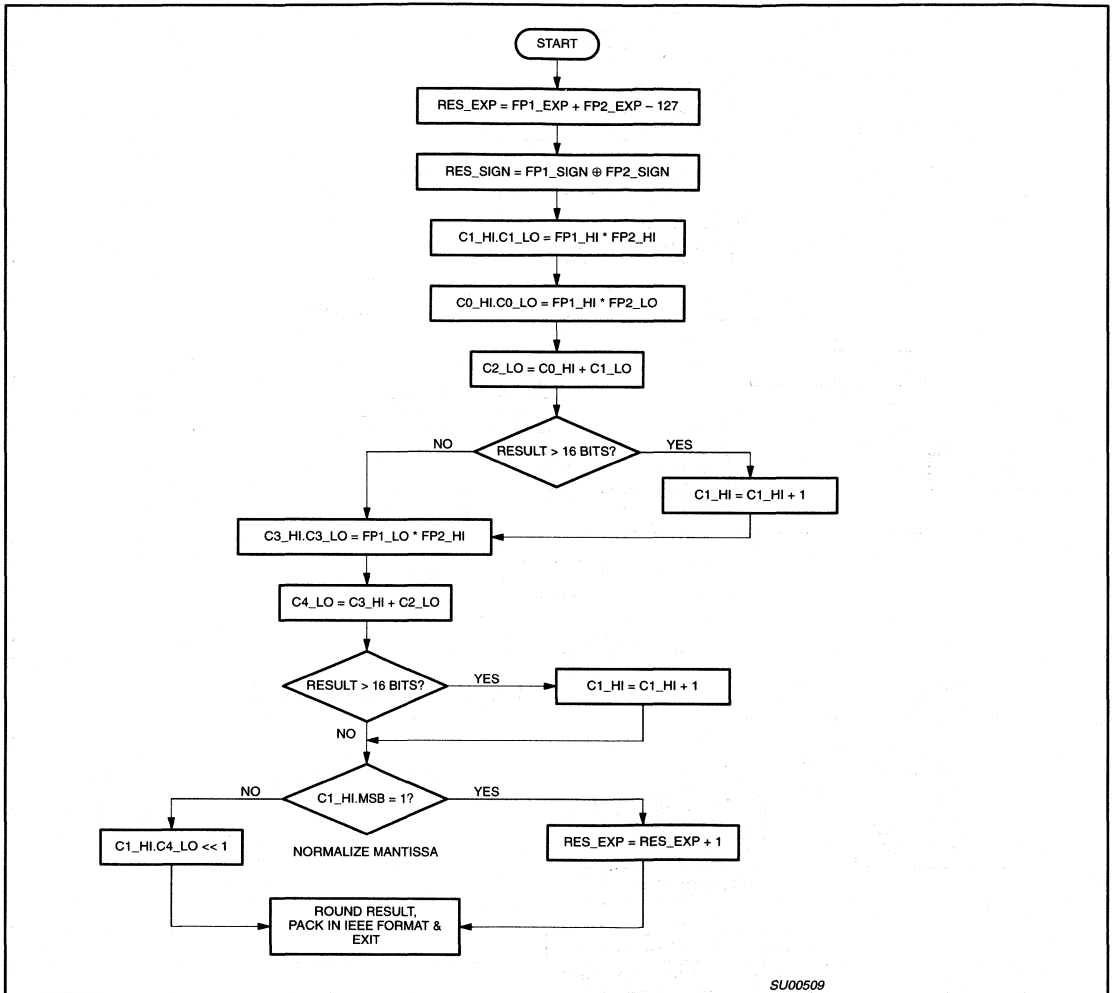 START
RES_EXP = FP1_EXP + FP2_EXP – 127
RES_SIGN = FP1_SIGN ⊕ FP2_SIGN
C1_HI.C1_LO = FP1_HI * FP2_HI
C0_HI.C0_LO = FP1_HI * FP2_LO
C2_LO = C0_HI + C1_LO
NO
RESULT > 16 BITS?
YES
C1_HI = C1_HI + 1
C3_HI.C3_LO = FP1_LO * FP2_HI
C4_LO = C3_HI + C2_LO
RESULT > 16 BITS?
YES
C1_HI = C1_HI + 1
NO
NO
C1_HI.MSB = 1?
YES
C1_HI.C4_LO << 1
NORMALIZE MANTISSA
RES_EXP = RES_EXP + 1
ROUND RESULT,
PACK IN IEEE FORMAT &
EXIT
SU00509